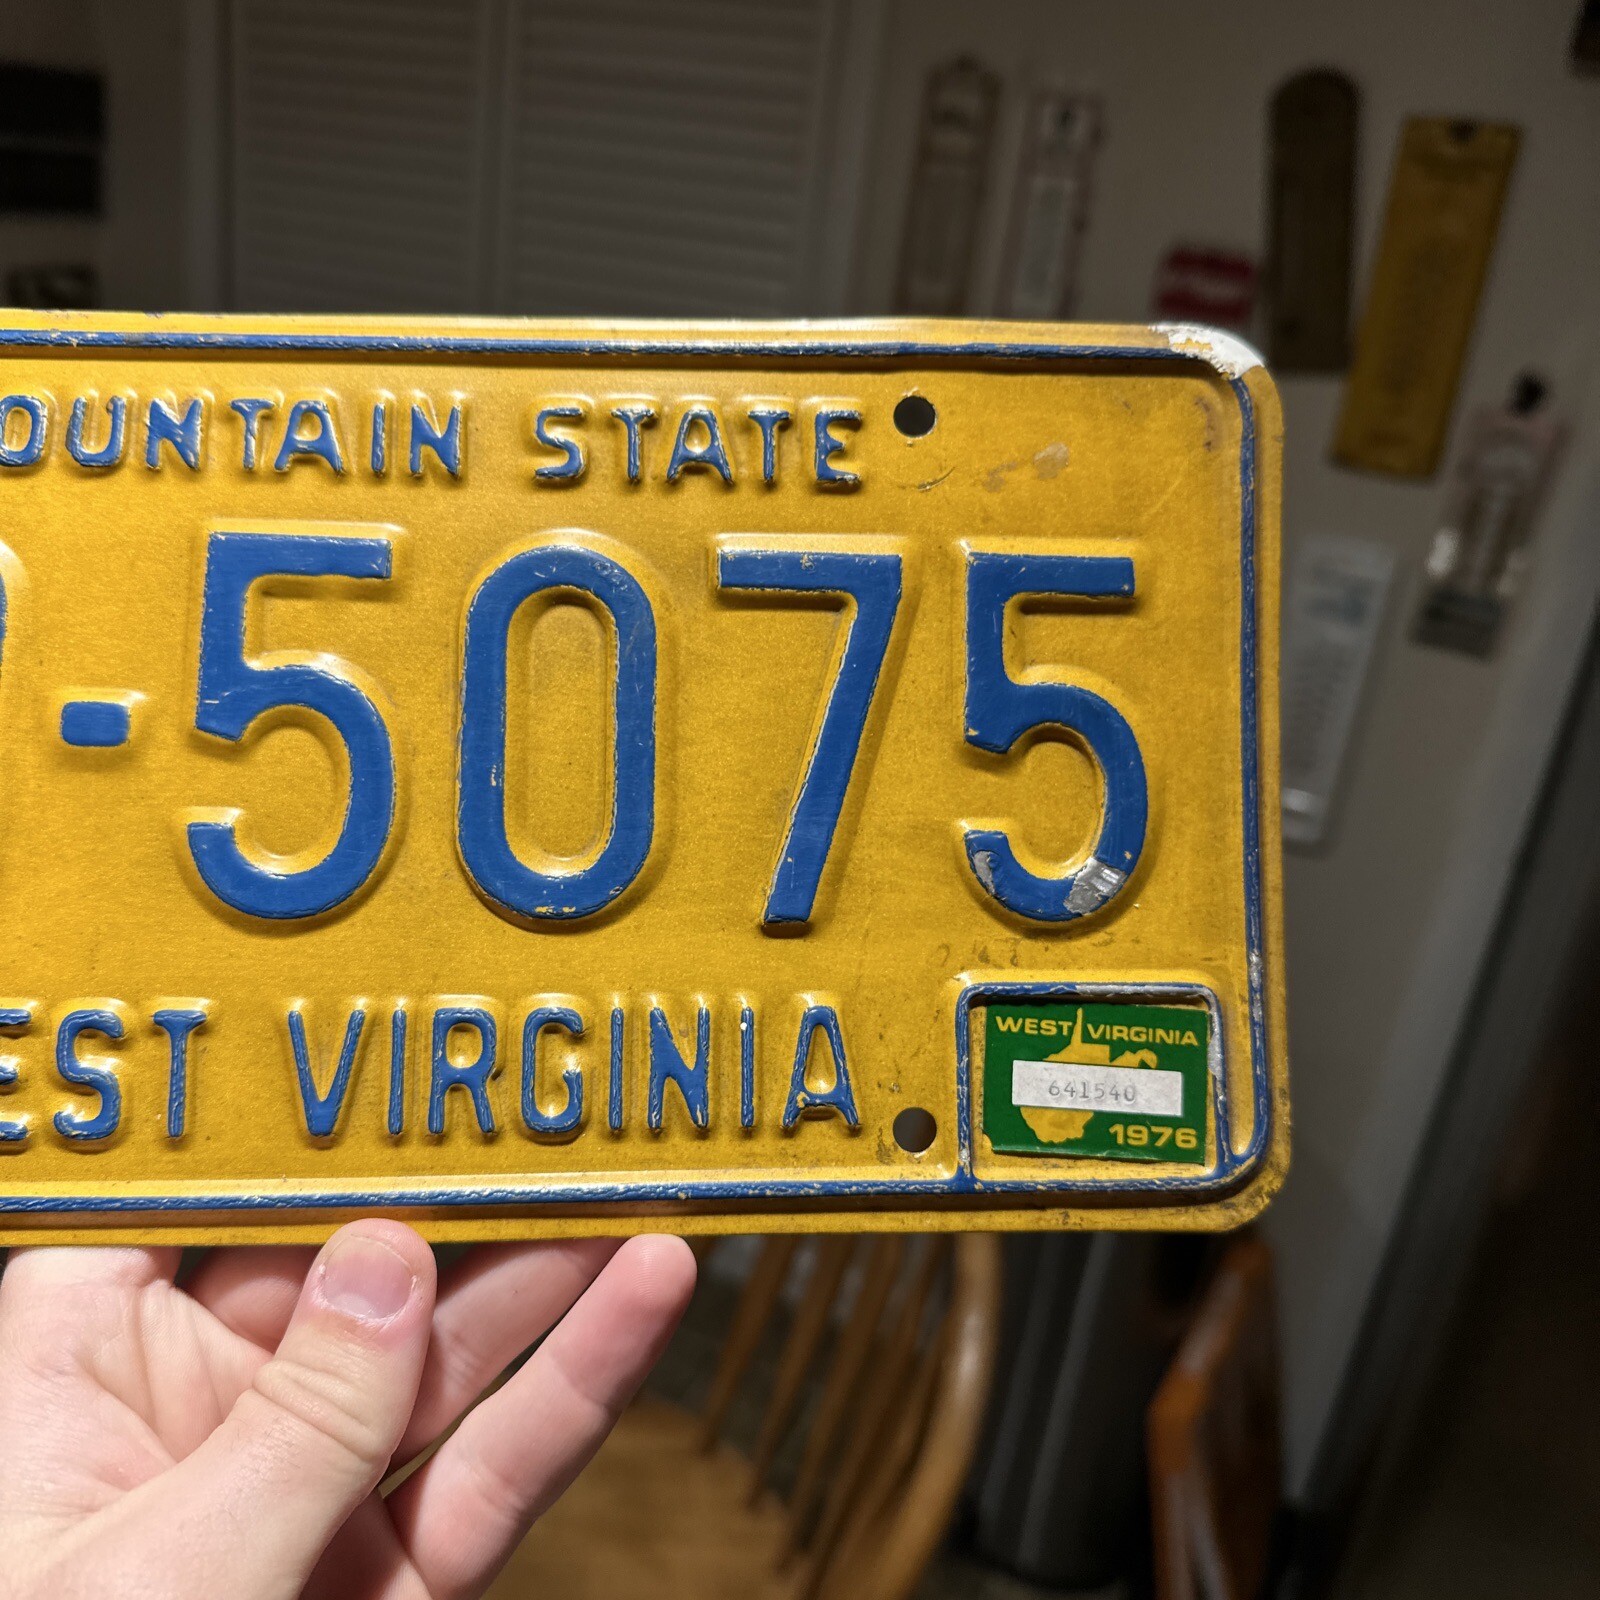 OUNTAIN STATE
-5075
EST VIRGINIA
WEST VIRGINIA
641540
1976